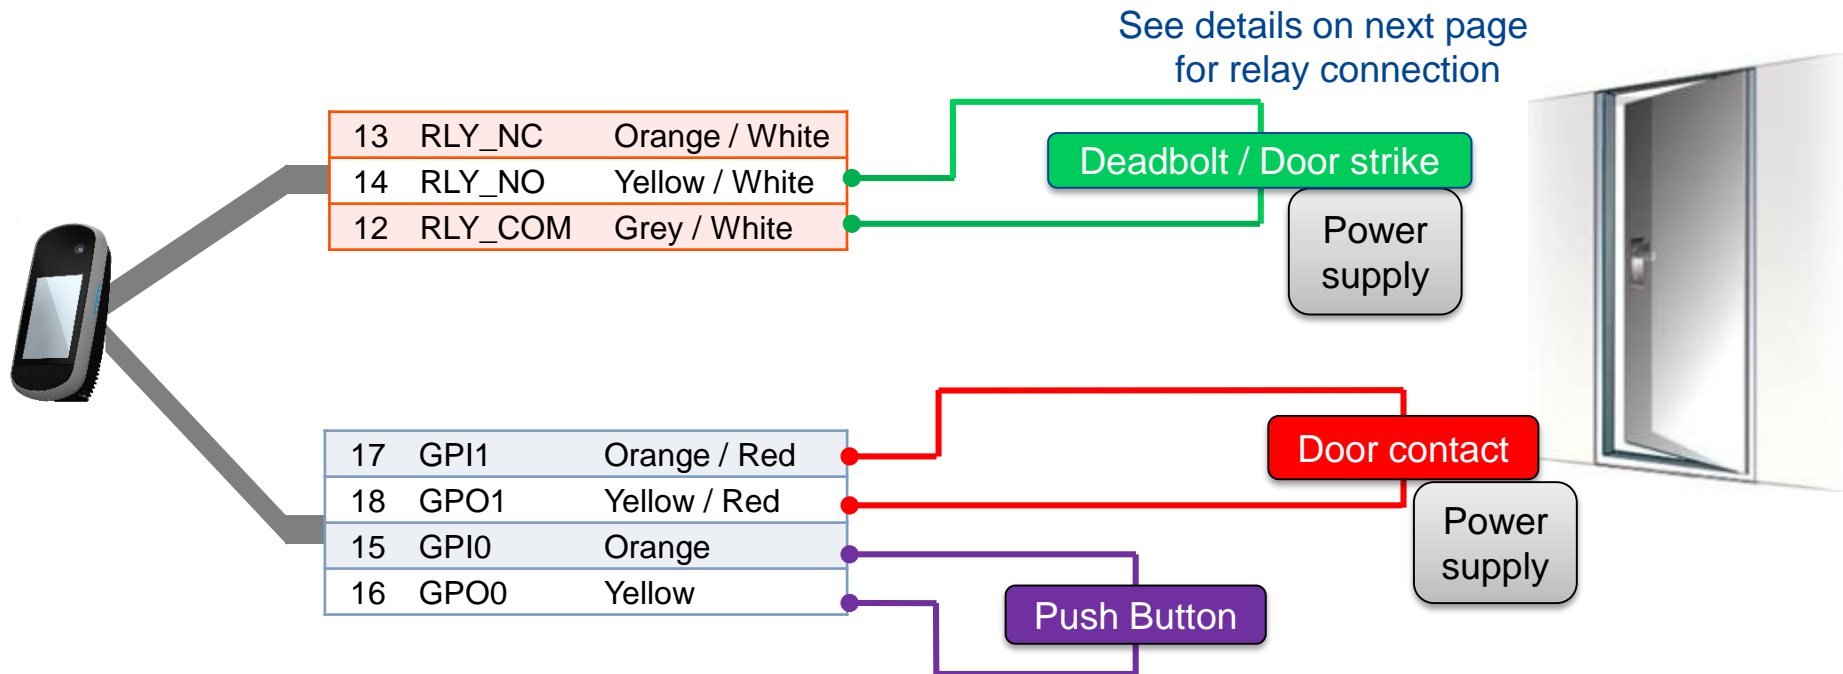 See details on next page
for relay connection
13 RLY_NC Orange / White
14 RLY_NO Yellow / White
12 RLY_COM Grey / White
Deadbolt / Door strike
Power
supply
17 GPI1 Orange / Red
18 GPO1 Yellow / Red
15 GPI0 Orange
16 GPO0 Yellow
Door contact
Power
supply
Push Button